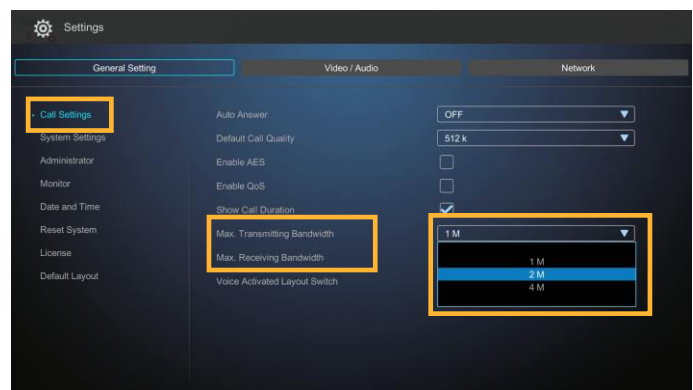 Settings
General Setting
Video / Audio
Network
Call Settings
System Settings
Administrator
Monitor
Date and Time
Reset System
License
Default Layout
Auto Answer OFF
Default Call Quality 512 k
Enable AES
Enable QoS
Show Call Duration
Max. Transmitting Bandwidth 1 M
Max. Receiving Bandwidth
Voice Activated Layout Switch
1 M
2 M
4 M